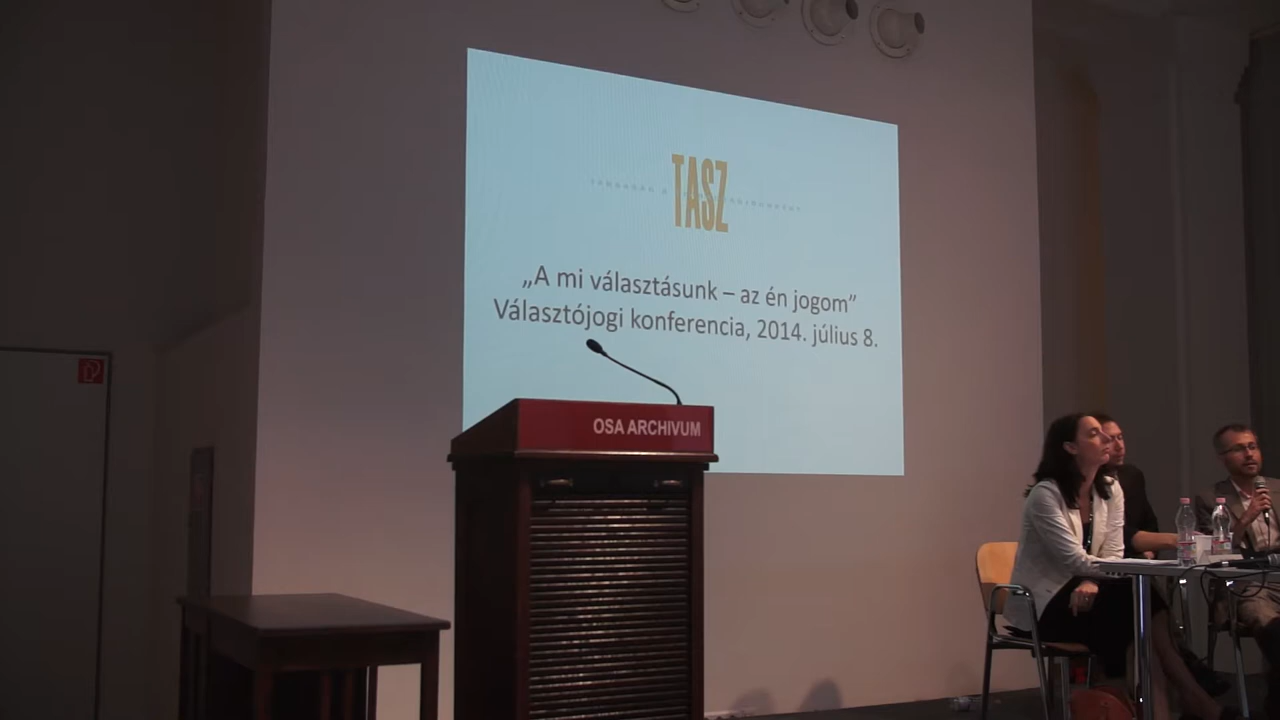 TASZ
„A mi választásunk – az én jogom”
Választójogi konferencia, 2014. július 8.
OSA ARCHIVUM